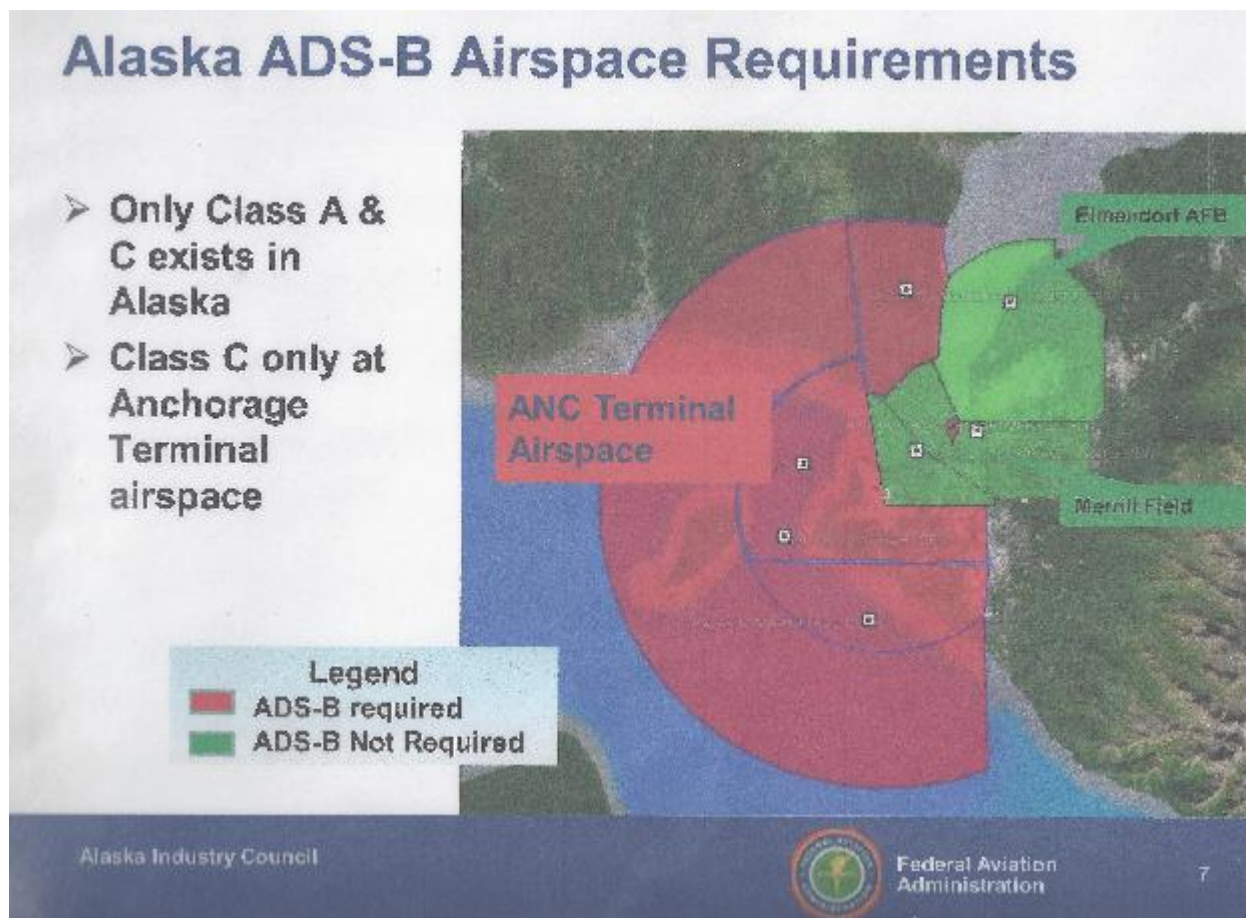 Alaska ADS-B Airspace Requirements
➢ Only Class A &
C exists in
Alaska
➢ Class C only at
Anchorage
Terminal
airspace
Elmendorf AFB
ANC Terminal
Airspace
Merrill Field
Legend
ADS-B required
ADS-B Not Required
Alaska Industry Council
Federal Aviation
Administration
7